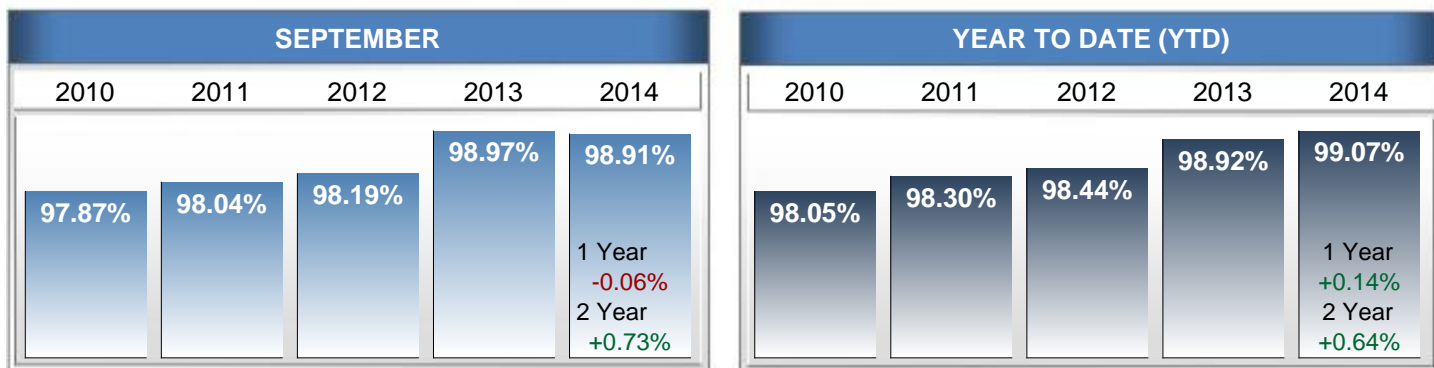 SEPTEMBER
2010 2011 2012 2013 2014
97.87% 98.04% 98.19% 98.97% 98.91%
1 Year
-0.06%
2 Year
+0.73%
YEAR TO DATE (YTD)
2010 2011 2012 2013 2014
98.05% 98.30% 98.44% 98.92% 99.07%
1 Year
+0.14%
2 Year
+0.64%